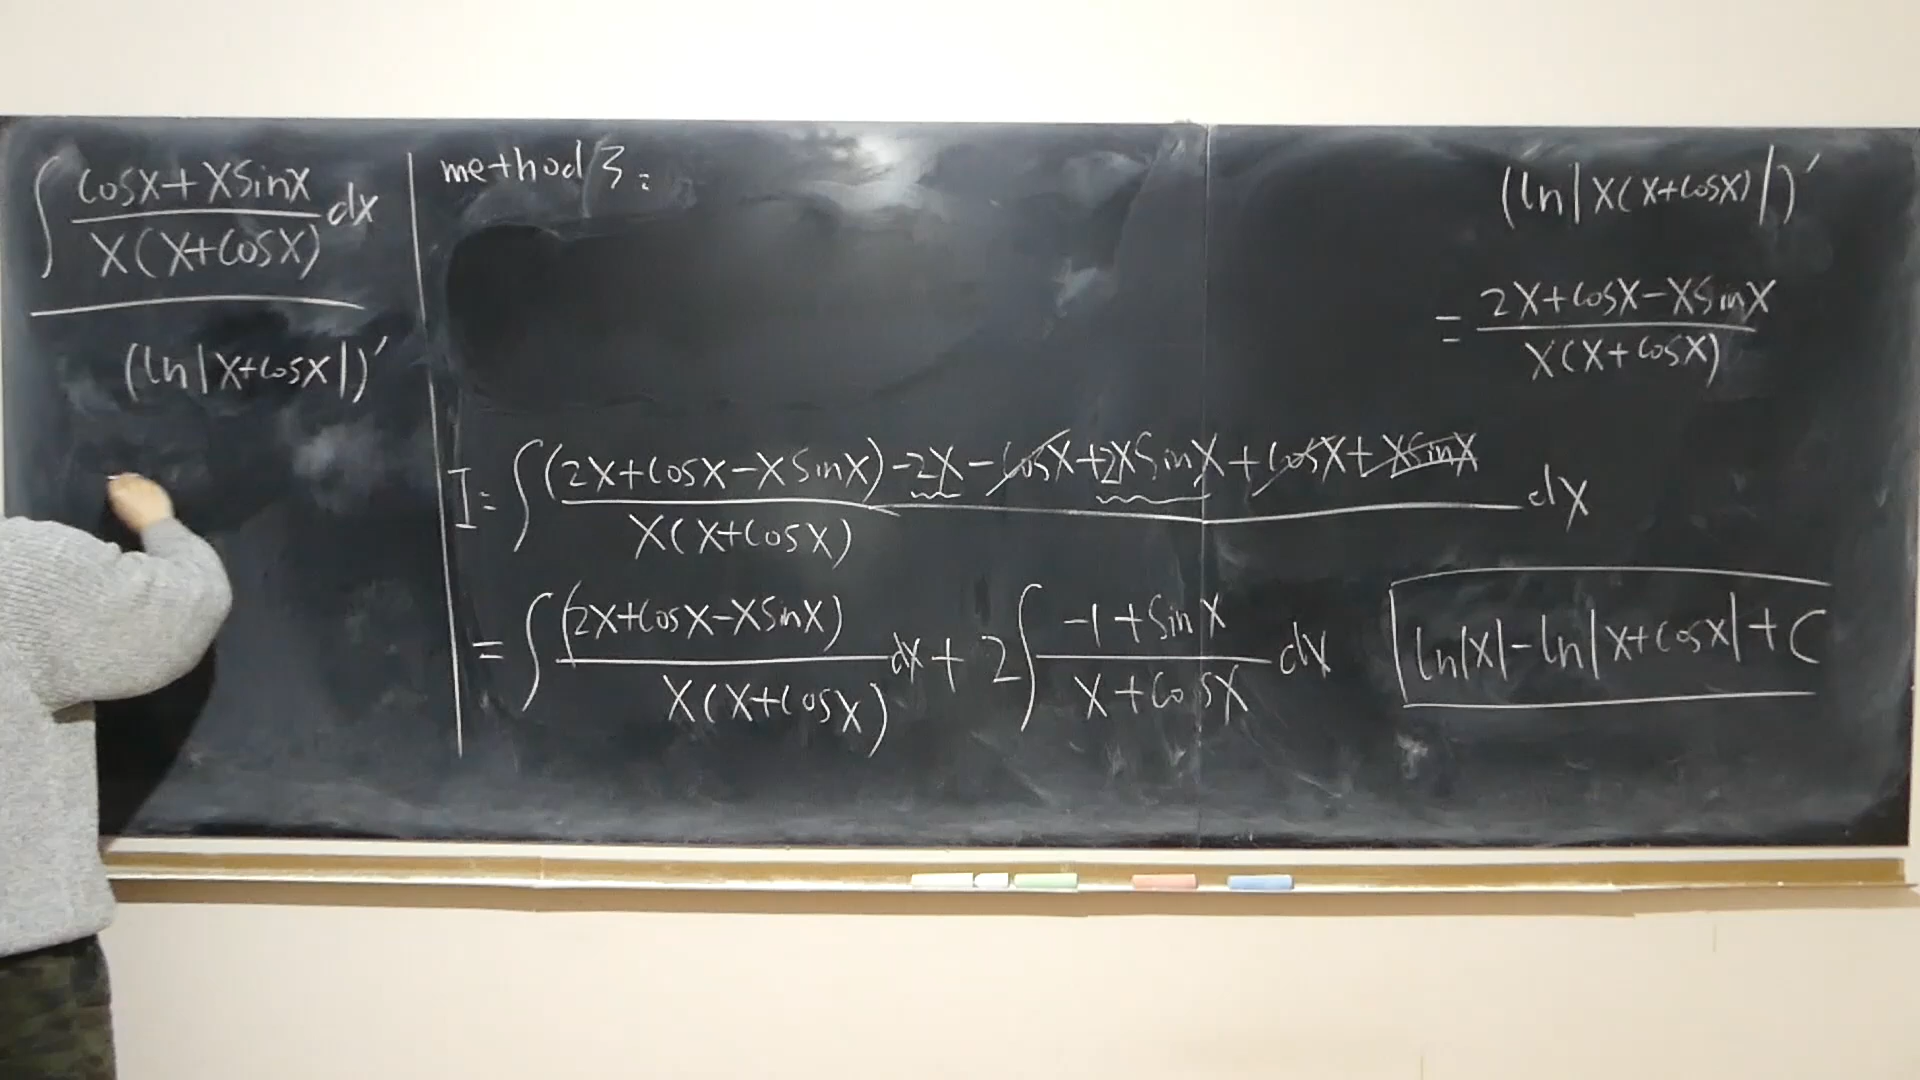 ∫ (cosx+xsinx)/(x(x+cosx)) dx
(ln|x+cosx|)′
method 3:
(ln|x(x+cosx)|)′
= (2x+cosx−xsinx)/(x(x+cosx))
I = ∫ ((2x+cosx−xsinx)−2x−cosx+2xsinx+cosx+xsinx)/(x(x+cosx)) dx
= ∫ (2x+cosx−xsinx)/(x(x+cosx)) dx + 2∫ (−1+sinx)/(x+cosx) dx
ln|x|−ln|x+cosx|+C